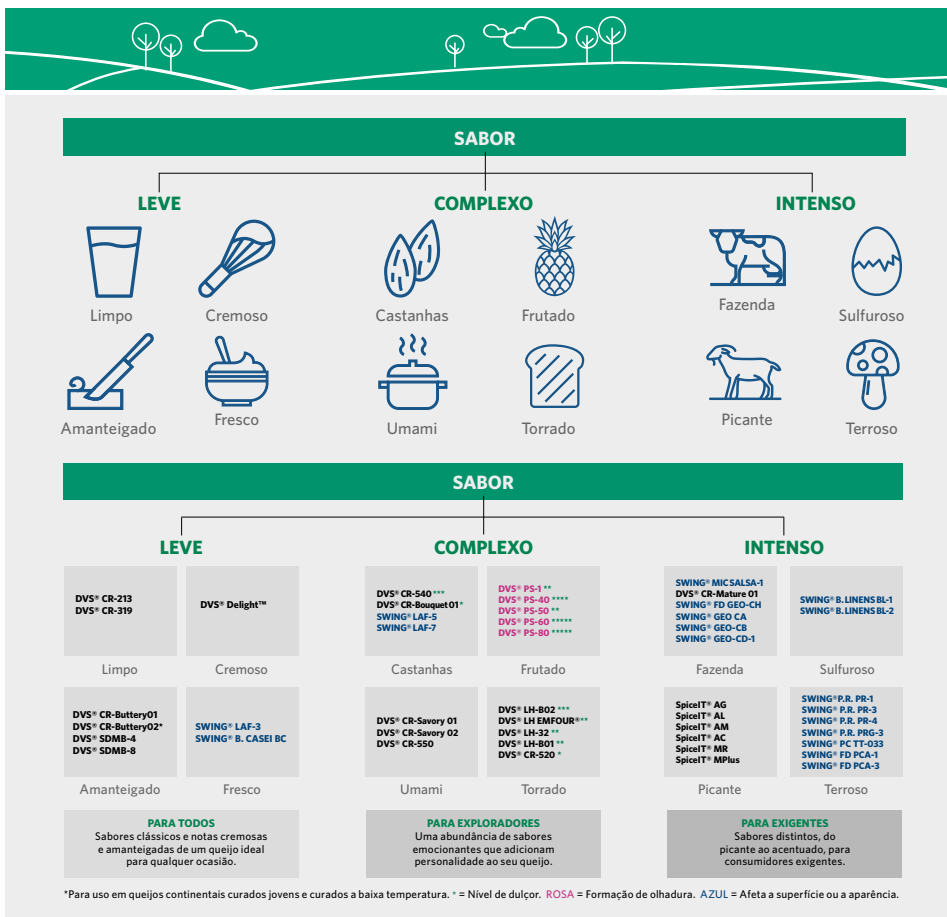 SABOR
LEVE
COMPLEXO
INTENSO
Limpo
Cremoso
Castanhas
Frutado
Fazenda
Sulfuroso
Amanteigado
Fresco
Umami
Torrado
Picante
Terroso
SABOR
LEVE
COMPLEXO
INTENSO
DVS® CR-213
DVS® CR-319
Limpo
DVS® Delight™
Cremoso
DVS® CR-540 ***
DVS® CR-Bouquet 01 *
SWING® LAF-5
SWING® LAF-7
Castanhas
DVS® PS-1 **
DVS® PS-40 ****
DVS® PS-50 **
DVS® PS-60 *****
DVS® PS-80 *****
Frutado
SWING® MIC SALSA-1
DVS® CR-Mature 01
SWING® FD GEO-CH
SWING® GEO CA
SWING® GEO-CB
SWING® GEO-CD-1
Fazenda
SWING® B. LINENS BL-1
SWING® B. LINENS BL-2
Sulfuroso
DVS® CR-Buttery01
DVS® CR-Buttery02*
DVS® SDMB-4
DVS® SDMB-8
Amanteigado
SWING® LAF-3
SWING® B. CASEI BC
Fresco
DVS® CR-Savory 01
DVS® CR-Savory 02
DVS® CR-550
Umami
DVS® LH-B02 ***
DVS® LH EMFOUR®**
DVS® LH-32 **
DVS® LH-B01 **
DVS® CR-520 *
Torrado
SpiceIT® AG
SpiceIT® AL
SpiceIT® AM
SpiceIT® AC
SpiceIT® MR
SpiceIT® MPlus
Picante
SWING® P.R. PR-1
SWING® P.R. PR-3
SWING® P.R. PR-4
SWING® P.R. PRG-3
SWING® PC TT-033
SWING® FD PCA-1
SWING® FD PCA-3
Terroso
PARA TODOS
Sabores clássicos e notas cremosas
e amanteigadas de um queijo ideal
para qualquer ocasião.
PARA EXPLORADORES
Uma abundância de sabores
emocionantes que adicionam
personalidade ao seu queijo.
PARA EXIGENTES
Sabores distintos, do
picante ao acentuado, para
consumidores exigentes.
*Para uso em queijos continentais curados jovens e curados a baixa temperatura. * = Nível de dulçor. ROSA = Formação de olhadura. AZUL = Afeta a superfície ou a aparência.